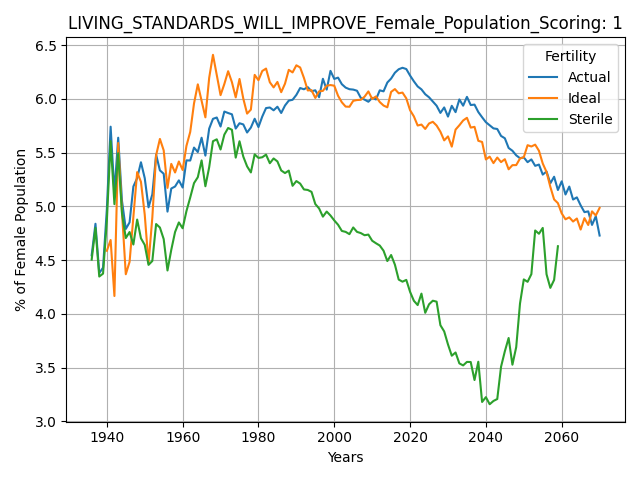 LIVING_STANDARDS_WILL_IMPROVE_Female_Population_Scoring: 1
% of Female Population
6.5
6.0
5.5
5.0
4.5
4.0
3.5
3.0
Fertility
Actual
Ideal
Sterile
1940 1960 1980 2000 2020 2040 2060
Years